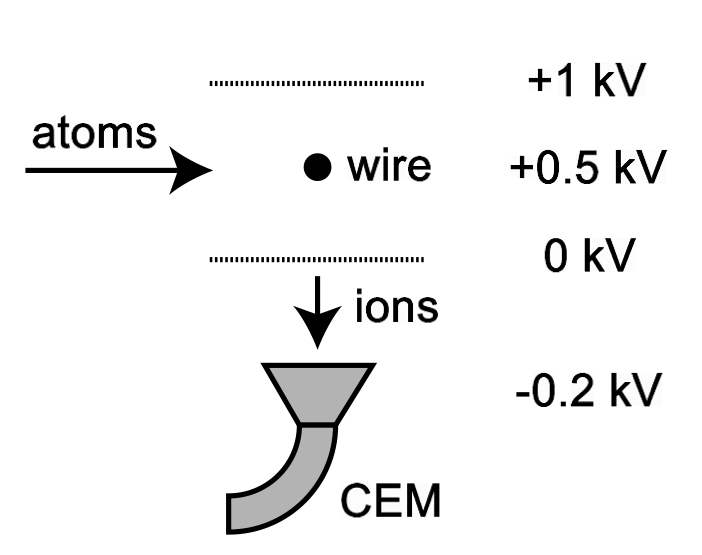 +1 kV
atoms
wire
+0.5 kV
0 kV
ions
-0.2 kV
CEM